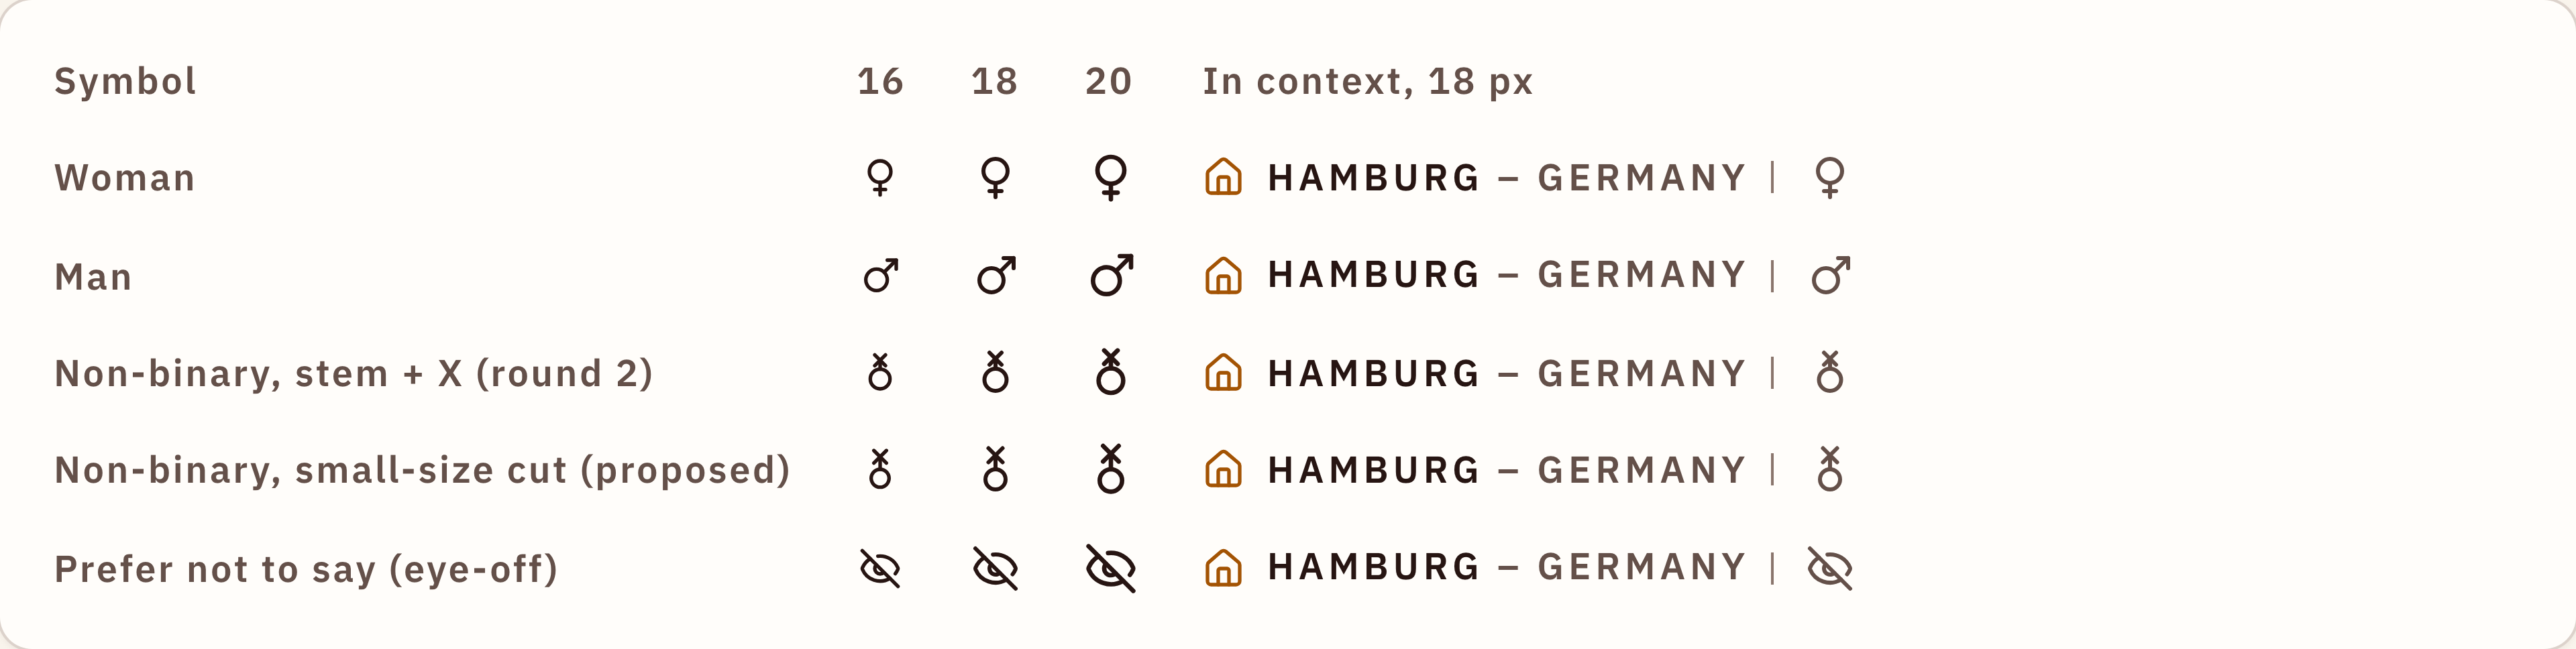 Symbol 16 18 20 In context, 18 px
Woman ♀ ♀ ♀ HAMBURG – GERMANY | ♀
Man ♂ ♂ ♂ HAMBURG – GERMANY | ♂
Non-binary, stem + X (round 2) HAMBURG – GERMANY |
Non-binary, small-size cut (proposed) HAMBURG – GERMANY |
Prefer not to say (eye-off) HAMBURG – GERMANY |